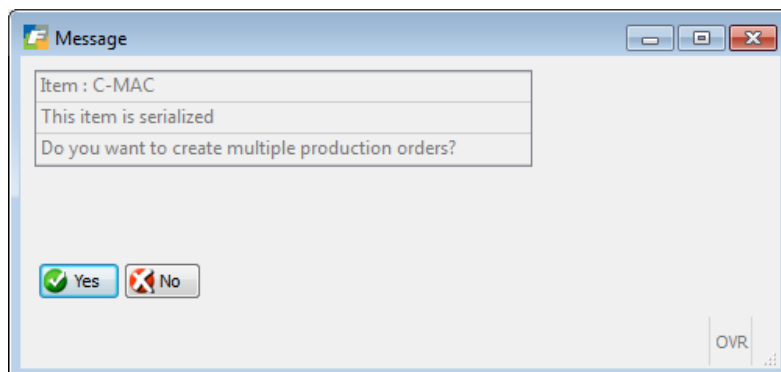 Message
Item : C-MAC
This item is serialized
Do you want to create multiple production orders?
Yes No
OVR